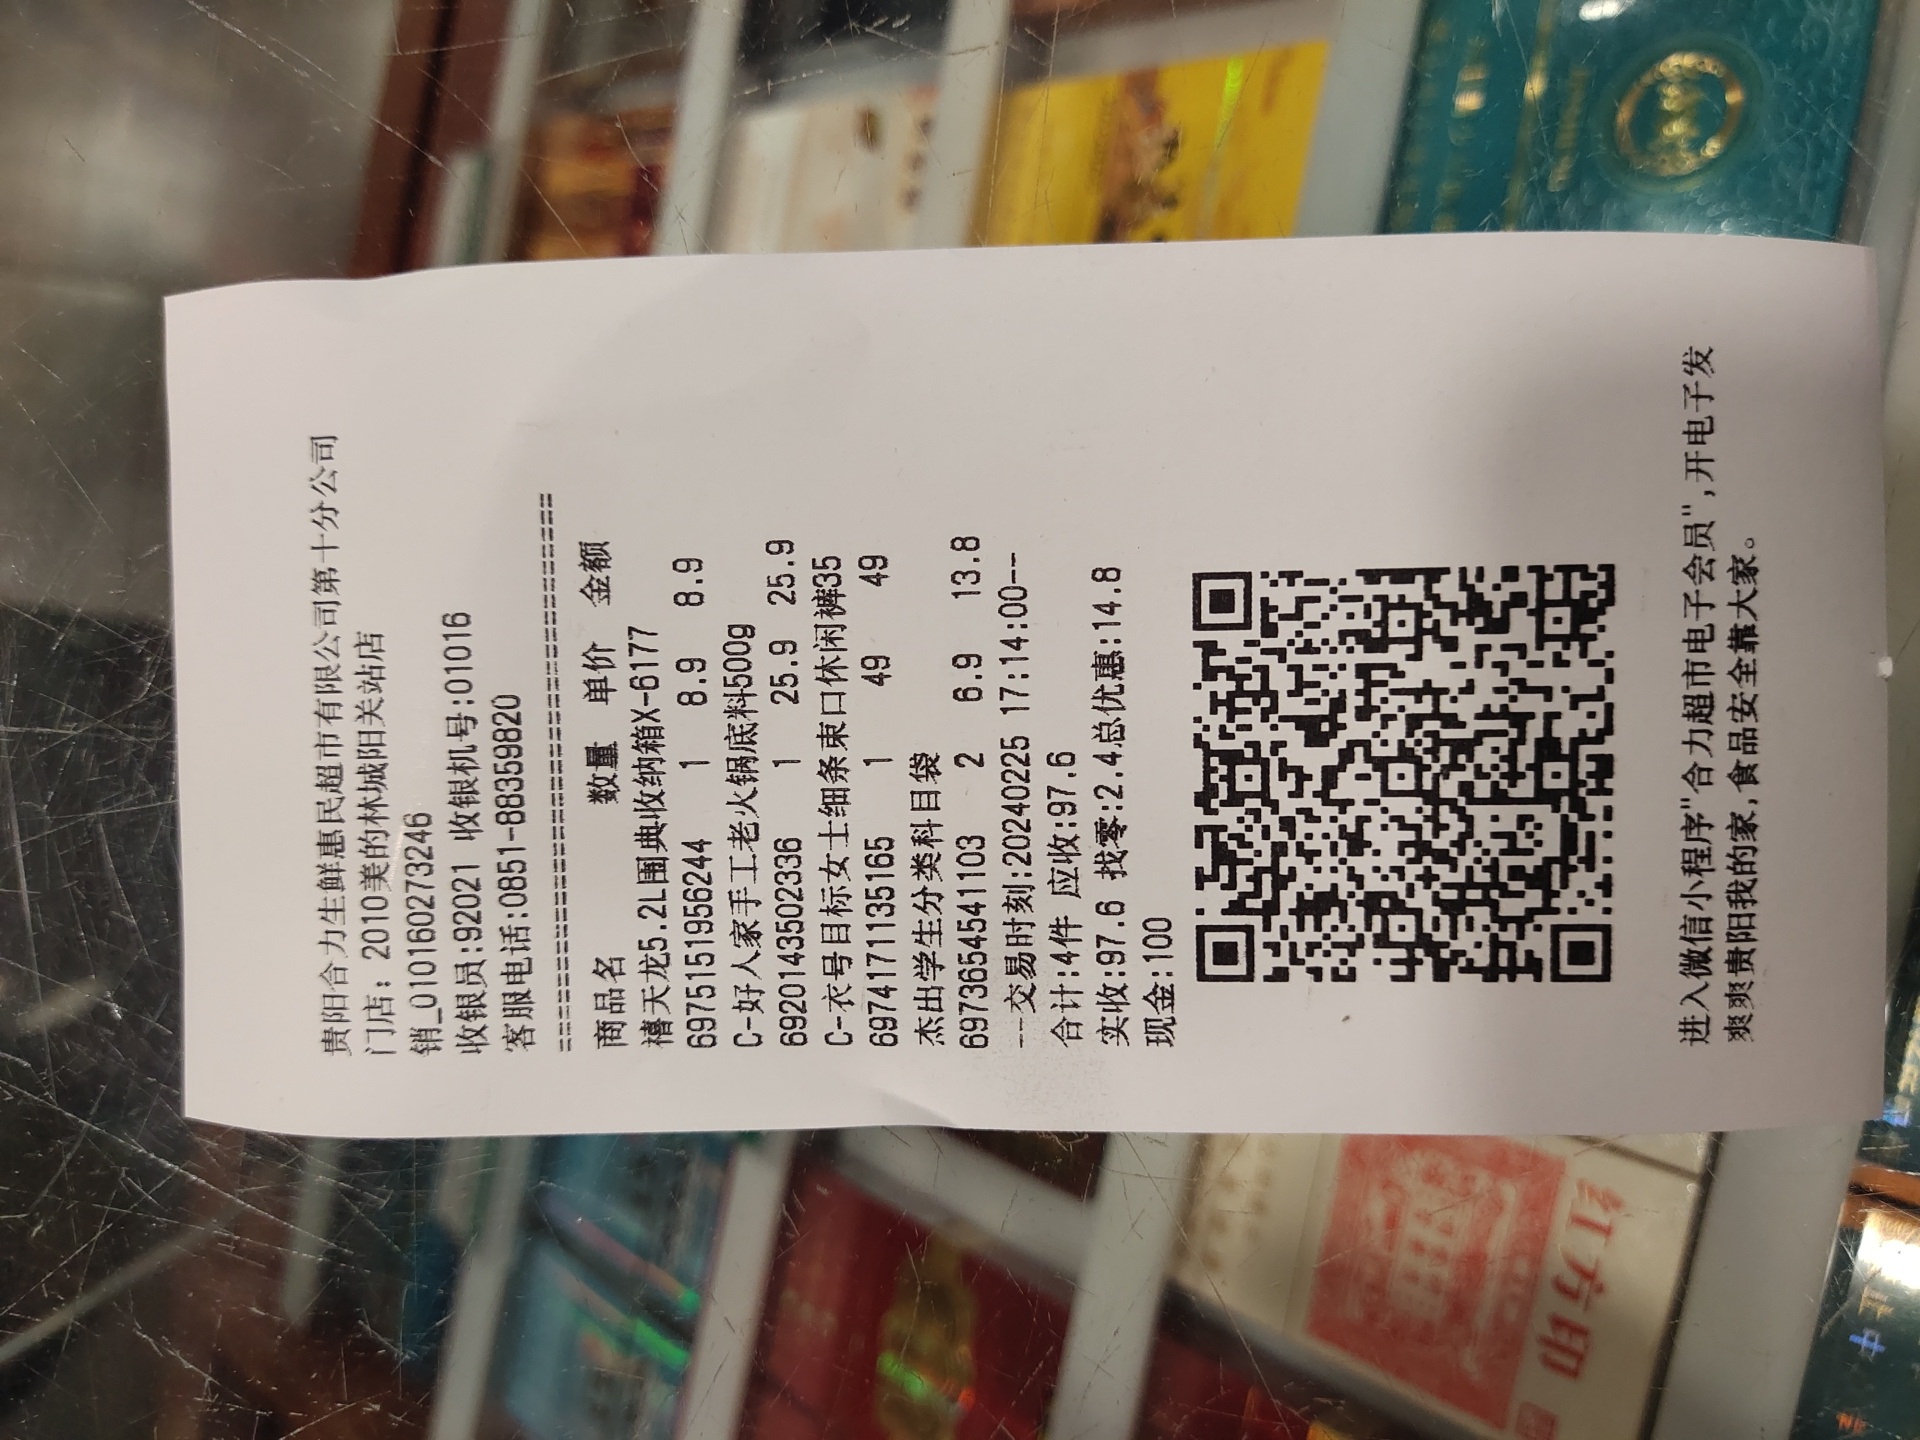 贵阳合力生鲜惠民超市有限公司第十分公司
门店: 2010美的林城阳关站店
销_0101160273246
收银员:92021 收银机号:01016
客服电话:0851-88359820
======================================
商品名 数量 单价 金额
禧天龙5.2L围典收纳箱X-6177
6975151956244 1 8.9 8.9
C-好人家手工老火锅底料500g
6920143502336 1 25.9 25.9
C-衣号目标女士细条束口休闲裤35
6974171135165 1 49 49
杰出学生分类科目袋
6973654541103 2 6.9 13.8
--交易时刻:20240225 17:14:00--
合计:4件 应收:97.6
实收:97.6 找零:2.4总优惠:14.8
现金:100
进入微信小程序"合力超市电子会员",开电子发
爽爽贵阳我的家,食品安全靠大家。
红方印
中